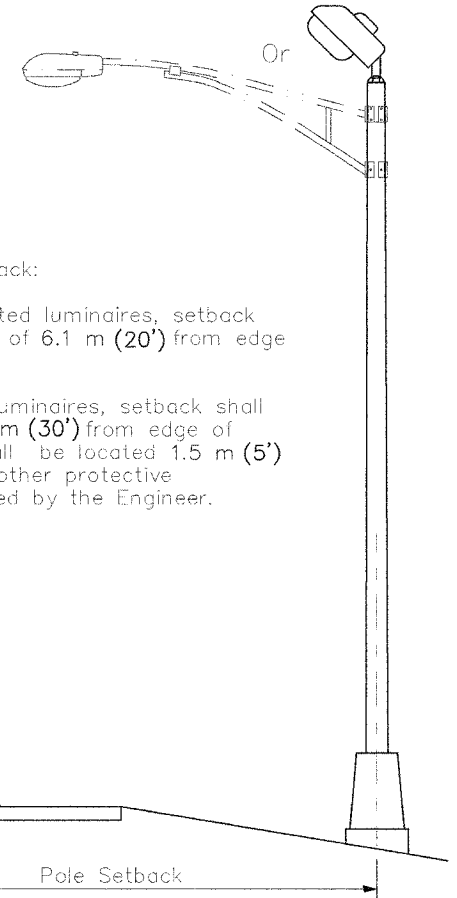 Or
ack:
ted luminaires, setback
of 6.1 m (20') from edge
uminaires, setback shall
m (30') from edge of
all be located 1.5 m (5')
other protective
ed by the Engineer.
Pole Setback